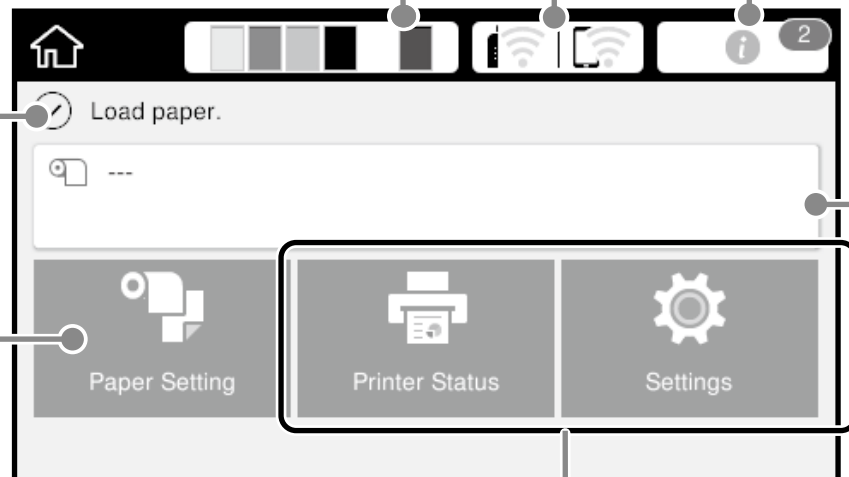 2
Load paper.
---
Paper Setting
Printer Status
Settings